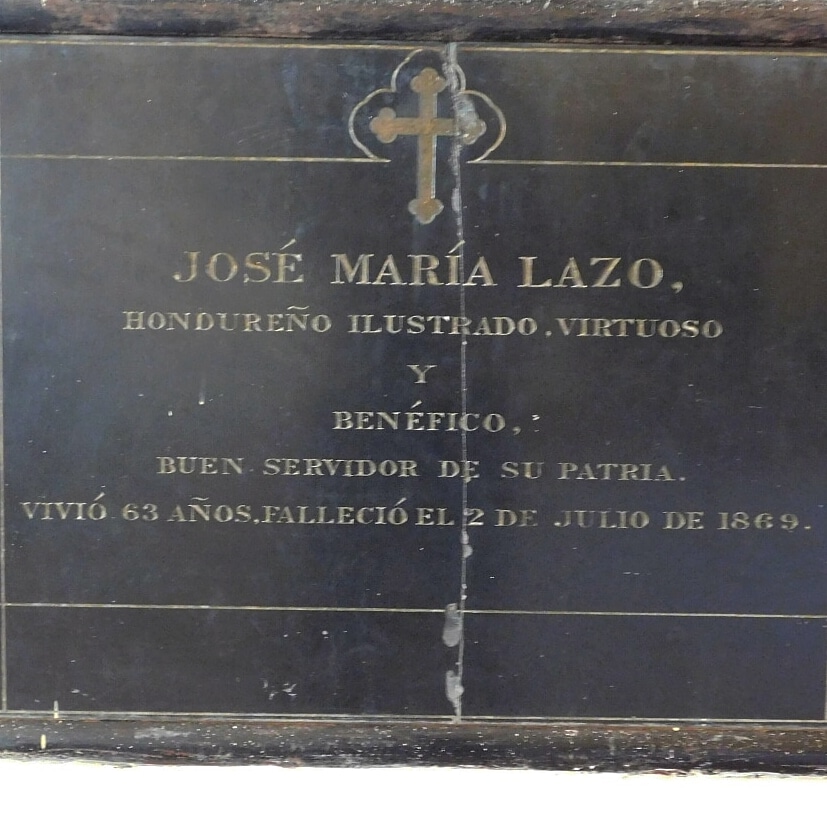 JOSÉ MARÍA LAZO,
HONDUREÑO ILUSTRADO, VIRTUOSO
Y
BENÉFICO,
BUEN SERVIDOR DE SU PATRIA.
VIVIÓ 63 AÑOS, FALLECIÓ EL 2 DE JULIO DE 1869.